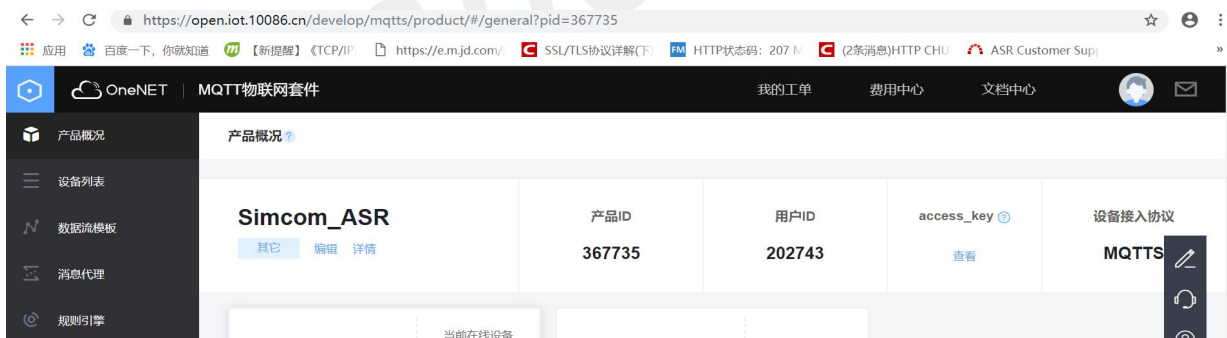 https://open.iot.10086.cn/develop/mqtts/product/#/general?pid=367735
应用 百度一下，你就知道 【新提醒】《TCP/IP https://e.m.jd.com/ SSL/TLS协议详解(下) HTTP状态码：207 M (2条消息)HTTP CHU ASR Customer Supp »
OneNET | MQTT物联网套件 我的工单 费用中心 文档中心
产品概况
产品概况
设备列表
数据流模板
消息代理
规则引擎
Simcom_ASR
其它 编辑 详情
产品ID
367735
用户ID
202743
access_key
查看
设备接入协议
MQTTS
当前在线设备